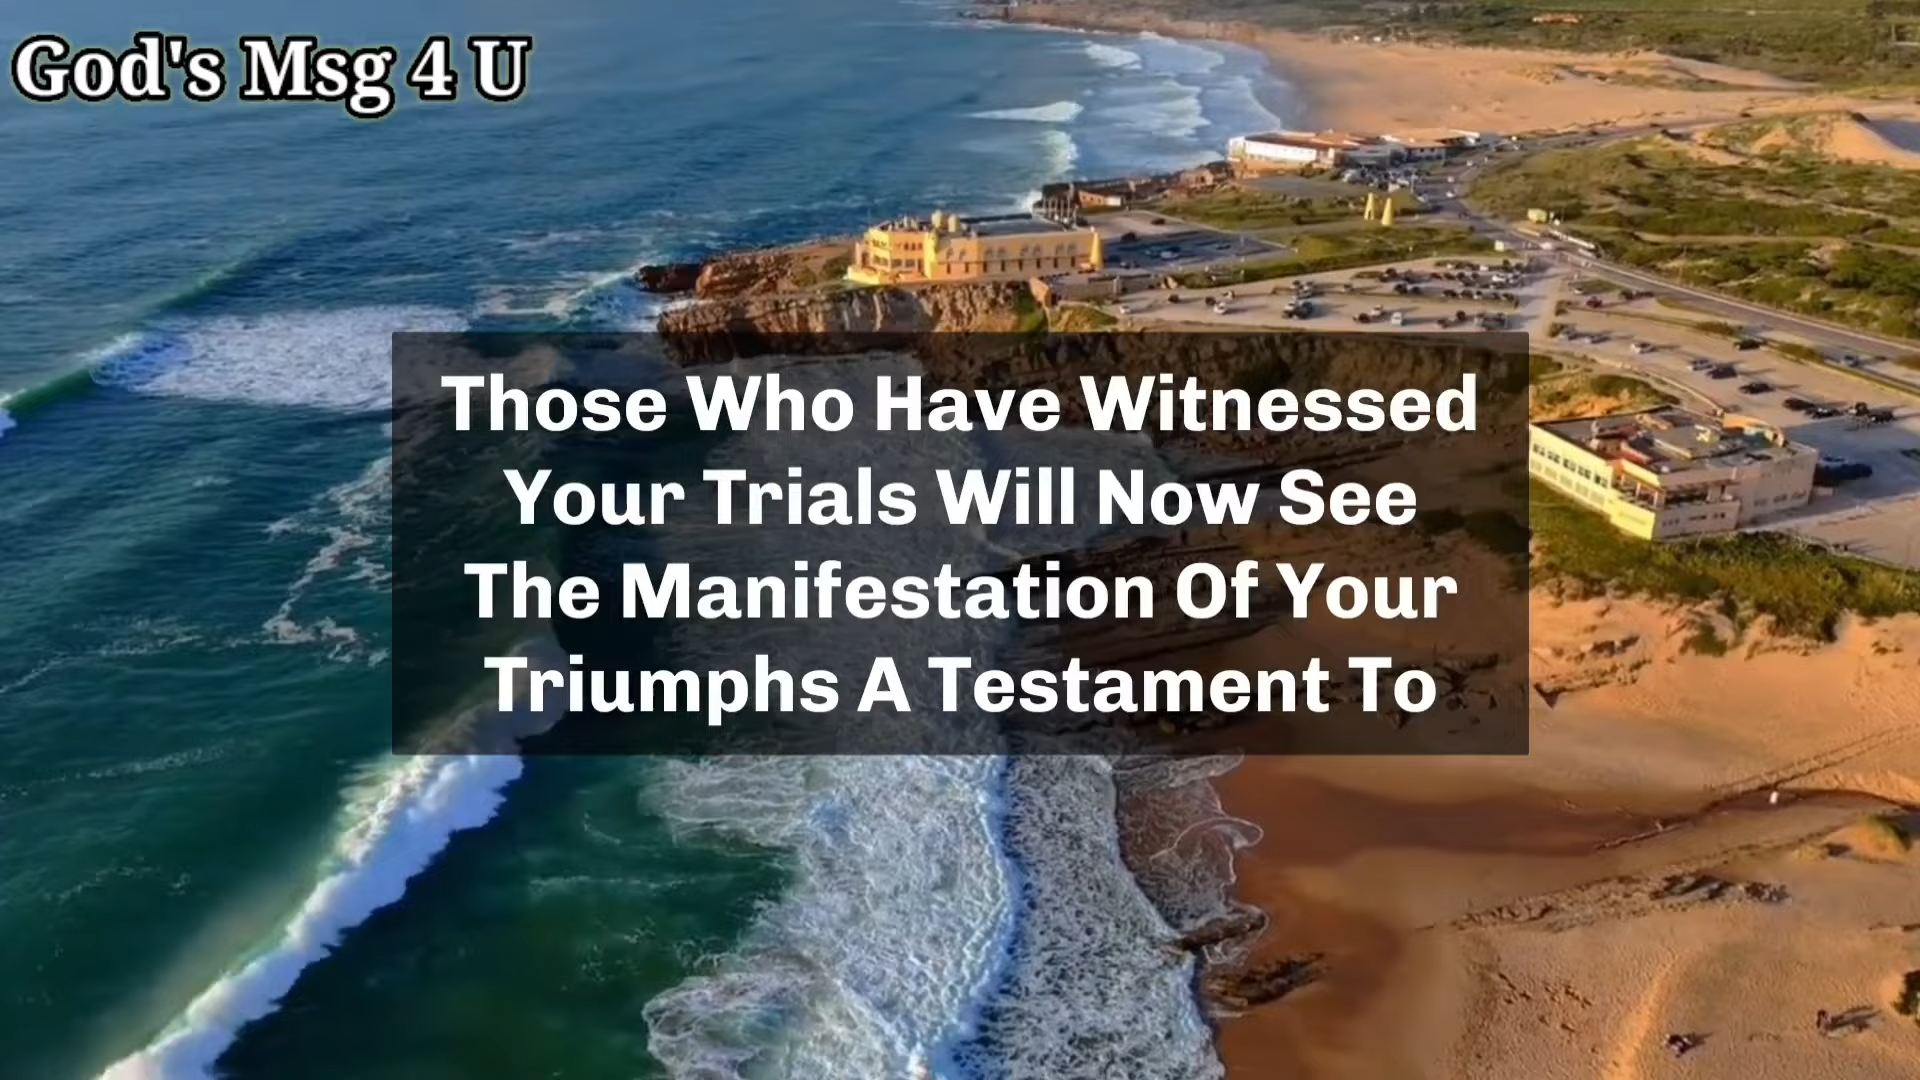 God's Msg 4 U
Those Who Have Witnessed
Your Trials Will Now See
The Manifestation Of Your
Triumphs A Testament To